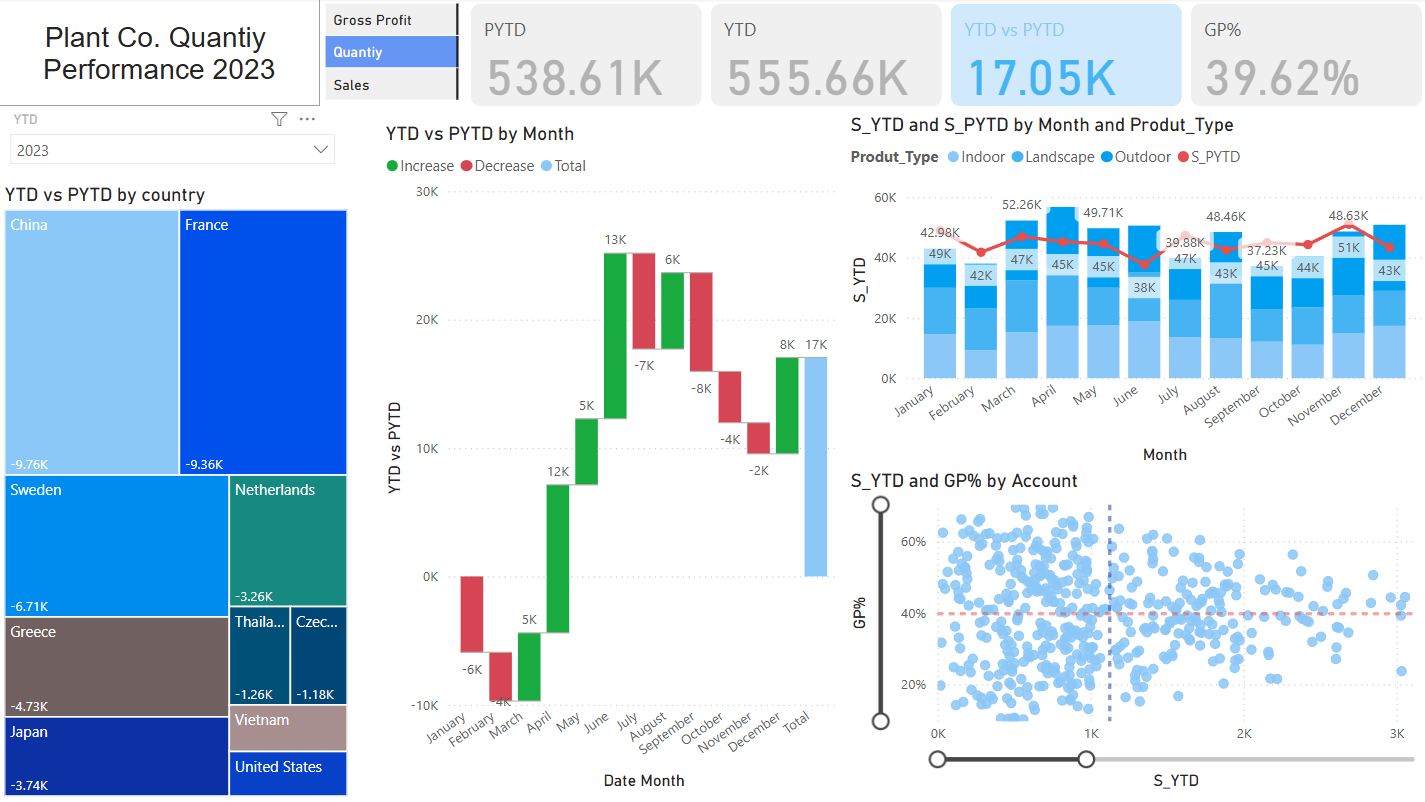 Plant Co. Quantiy
Performance 2023
Gross Profit
Quantiy
Sales
PYTD
538.61K
YTD
555.66K
YTD vs PYTD
17.05K
GP%
39.62%
YTD
2023
YTD vs PYTD by country
China
-9.76K
France
-9.36K
Sweden
-6.71K
Netherlands
-3.26K
Greece
-4.73K
Thaila...
-1.26K
Czec...
-1.18K
Japan
-3.74K
Vietnam
United States
YTD vs PYTD by Month
Increase Decrease Total
YTD vs PYTD
30K
20K
10K
0K
-10K
-6K
-4K
5K
12K
5K
13K
-7K
6K
-8K
-4K
-2K
8K
17K
January
February
March
April
May
June
July
August
September
October
November
December
Total
Date Month
S_YTD and S_PYTD by Month and Produt_Type
Produt_Type Indoor Landscape Outdoor S_PYTD
S_YTD
60K
40K
20K
0K
42.98K
52.26K
49.71K
39.88K
48.46K
37.23K
48.63K
49K
42K
47K
45K
45K
38K
47K
43K
45K
44K
51K
43K
January
February
March
April
May
June
July
August
September
October
November
December
Month
S_YTD and GP% by Account
GP%
60%
40%
20%
0K
1K
2K
3K
S_YTD